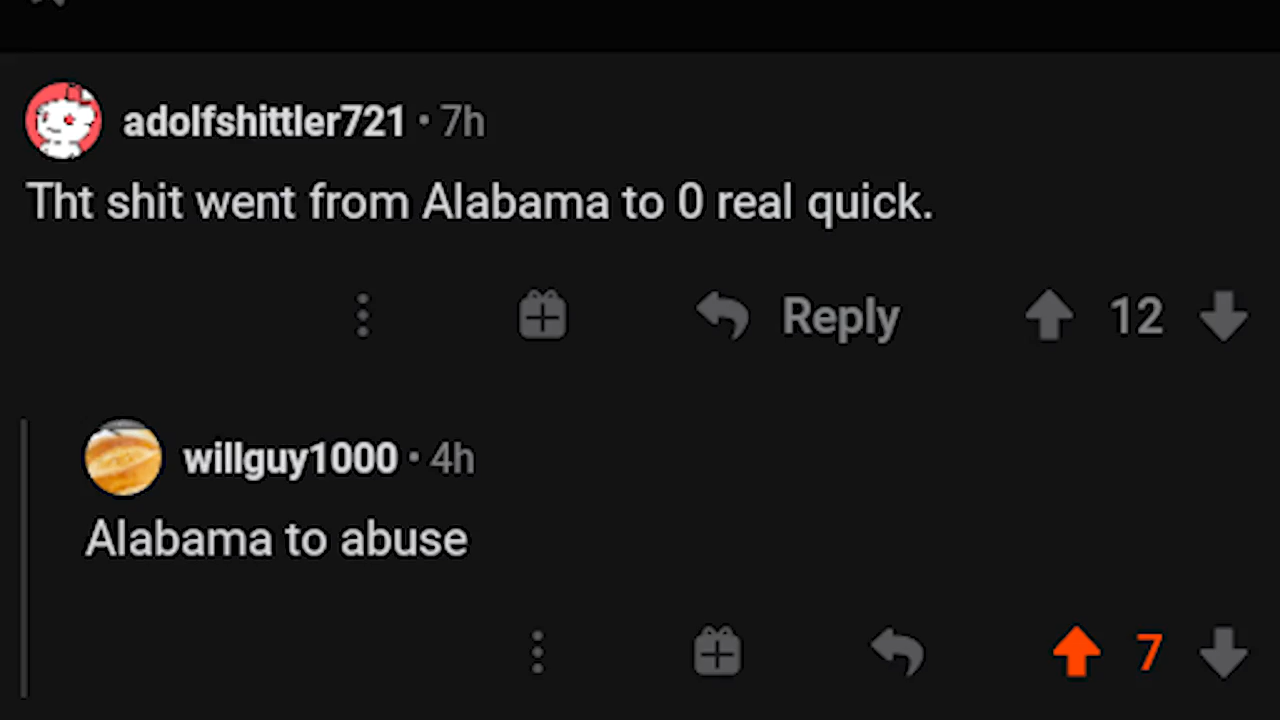 adolfshittler721 • 7h
Tht shit went from Alabama to 0 real quick.
Reply 12
willguy1000 • 4h
Alabama to abuse
7